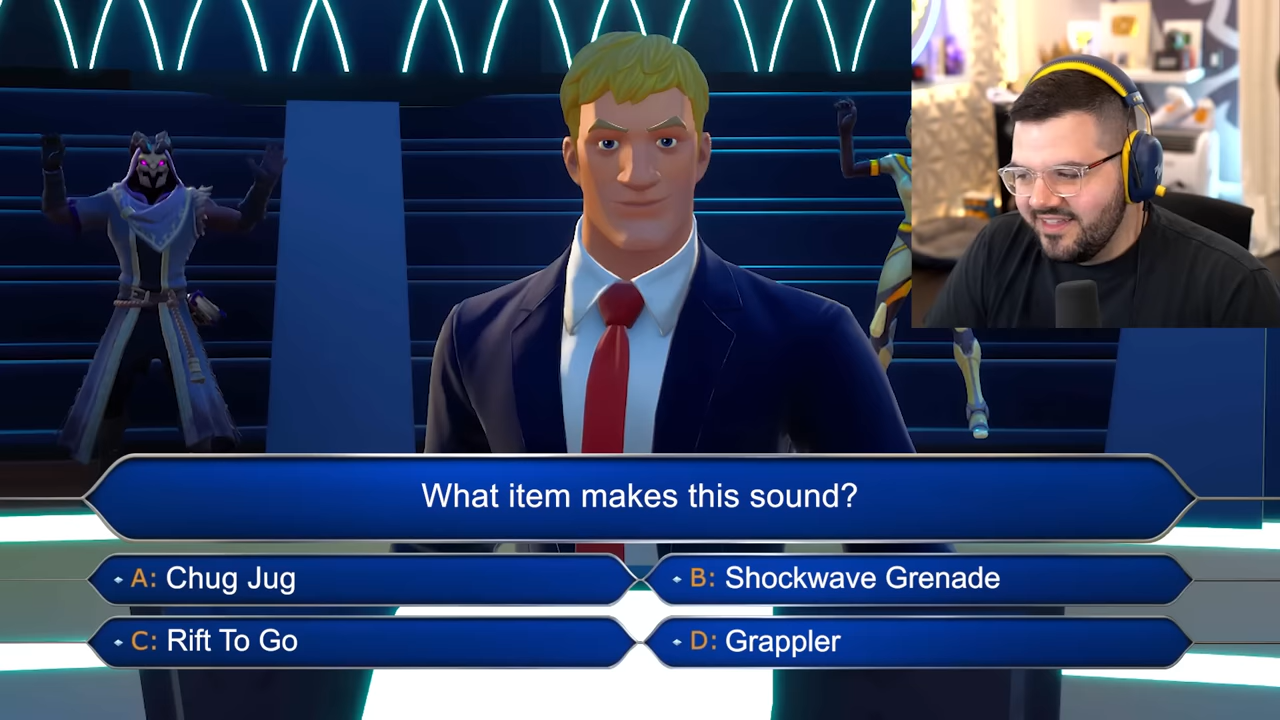 What item makes this sound?
A: Chug Jug
B: Shockwave Grenade
C: Rift To Go
D: Grappler